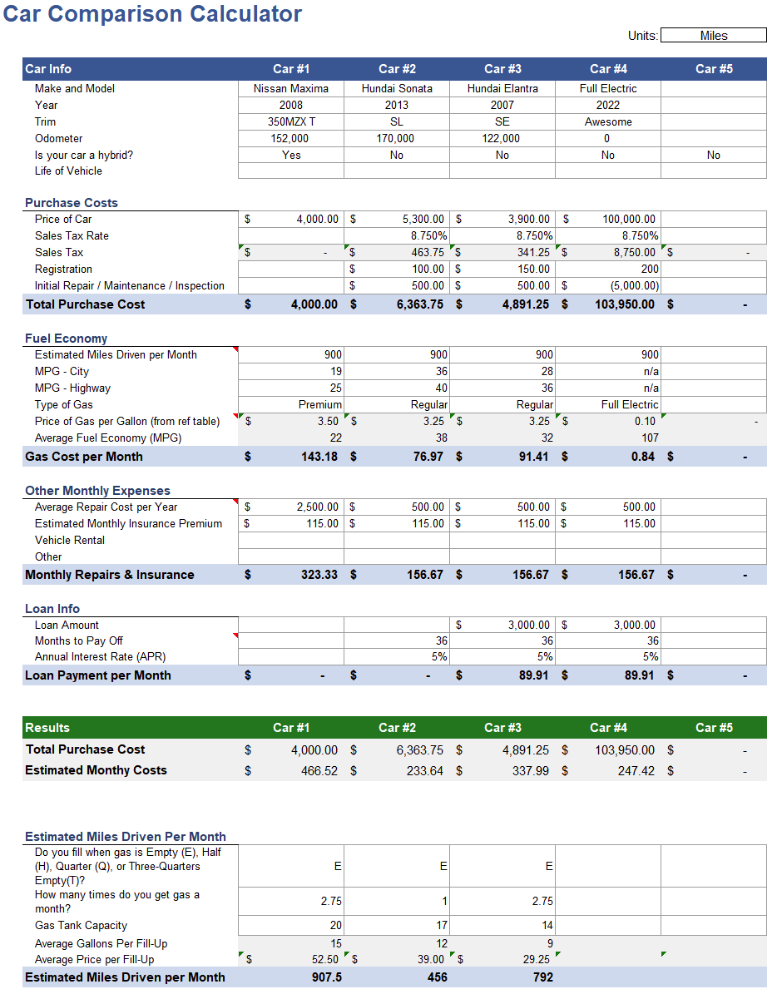 Car Comparison Calculator
Units: Miles
Car Info Car #1 Car #2 Car #3 Car #4 Car #5
Make and Model Nissan Maxima Hundai Sonata Hundai Elantra Full Electric
Year 2008 2013 2007 2022
Trim 350MZX T SL SE Awesome
Odometer 152,000 170,000 122,000 0
Is your car a hybrid? Yes No No No No
Life of Vehicle
Purchase Costs
Price of Car $ 4,000.00 $ 5,300.00 $ 3,900.00 $ 100,000.00
Sales Tax Rate 8.750% 8.750% 8.750%
Sales Tax $ - $ 463.75 $ 341.25 $ 8,750.00 $ -
Registration $ 100.00 $ 150.00 200
Initial Repair / Maintenance / Inspection $ 500.00 $ 500.00 $ (5,000.00)
Total Purchase Cost $ 4,000.00 $ 6,363.75 $ 4,891.25 $ 103,950.00 $ -
Fuel Economy
Estimated Miles Driven per Month 900 900 900 900
MPG - City 19 36 28 n/a
MPG - Highway 25 40 36 n/a
Type of Gas Premium Regular Regular Full Electric
Price of Gas per Gallon (from ref table) $ 3.50 $ 3.25 $ 3.25 $ 0.10 -
Average Fuel Economy (MPG) 22 38 32 107
Gas Cost per Month $ 143.18 $ 76.97 $ 91.41 $ 0.84 $ -
Other Monthly Expenses
Average Repair Cost per Year $ 2,500.00 $ 500.00 $ 500.00 $ 500.00
Estimated Monthly Insurance Premium $ 115.00 $ 115.00 $ 115.00 $ 115.00
Vehicle Rental
Other
Monthly Repairs & Insurance $ 323.33 $ 156.67 $ 156.67 $ 156.67 $ -
Loan Info
Loan Amount $ 3,000.00 $ 3,000.00
Months to Pay Off 36 36 36
Annual Interest Rate (APR) 5% 5% 5%
Loan Payment per Month $ - $ - $ 89.91 $ 89.91 $ -
Results Car #1 Car #2 Car #3 Car #4 Car #5
Total Purchase Cost $ 4,000.00 $ 6,363.75 $ 4,891.25 $ 103,950.00 $ -
Estimated Monthy Costs $ 466.52 $ 233.64 $ 337.99 $ 247.42 $ -
Estimated Miles Driven Per Month
Do you fill when gas is Empty (E), Half
(H), Quarter (Q), or Three-Quarters E E E
Empty(T)?
How many times do you get gas a
month? 2.75 1 2.75
Gas Tank Capacity 20 17 14
Average Gallons Per Fill-Up 15 12 9
Average Price per Fill-Up $ 52.50 $ 39.00 $ 29.25
Estimated Miles Driven per Month 907.5 456 792